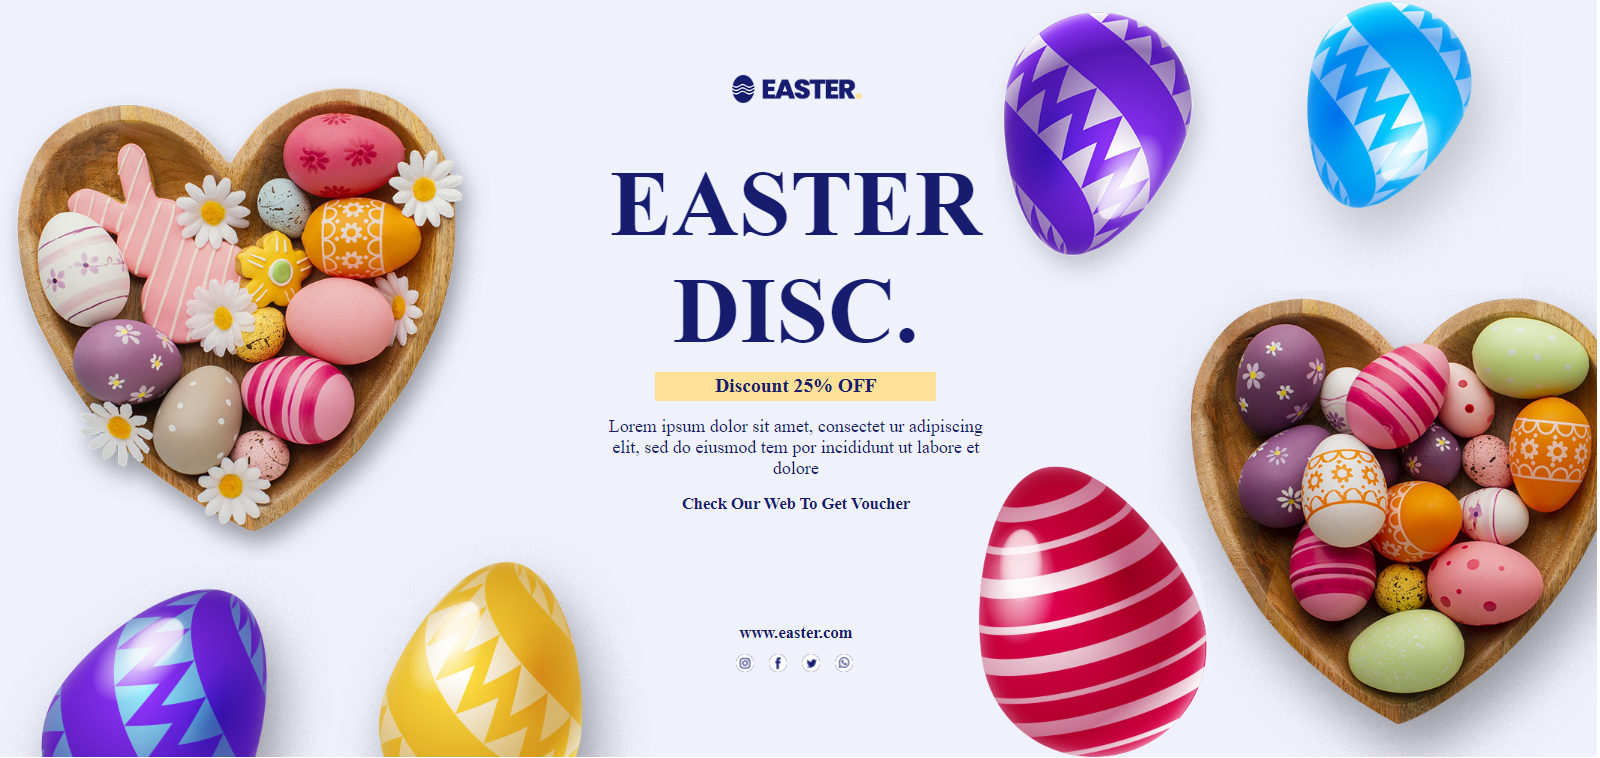 EASTER.
EASTER
DISC.
Discount 25% OFF
Lorem ipsum dolor sit amet, consectet ur adipiscing
elit, sed do eiusmod tem por incididunt ut labore et
dolore
Check Our Web To Get Voucher
www.easter.com